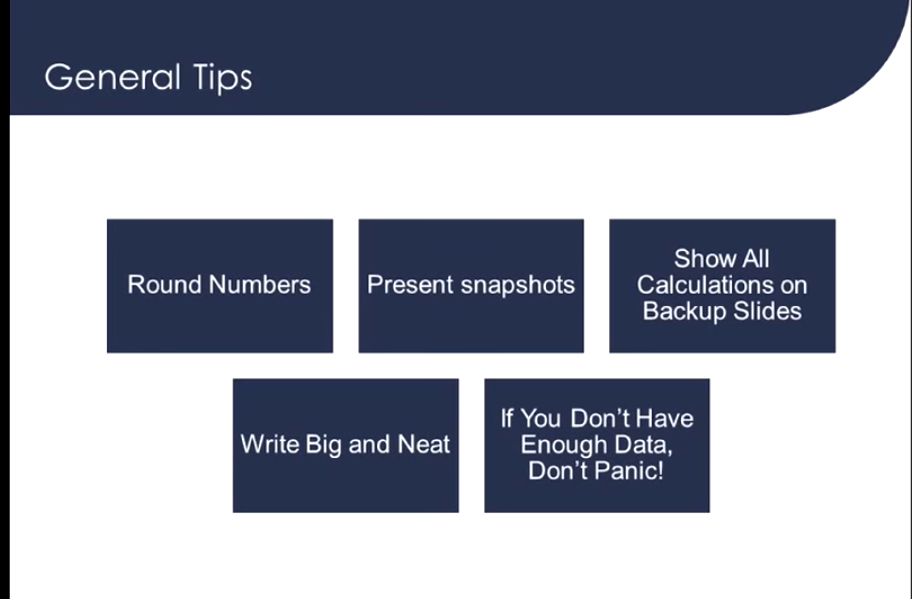 General Tips
Round Numbers
Present snapshots
Show All
Calculations on
Backup Slides
Write Big and Neat
If You Don’t Have
Enough Data,
Don’t Panic!